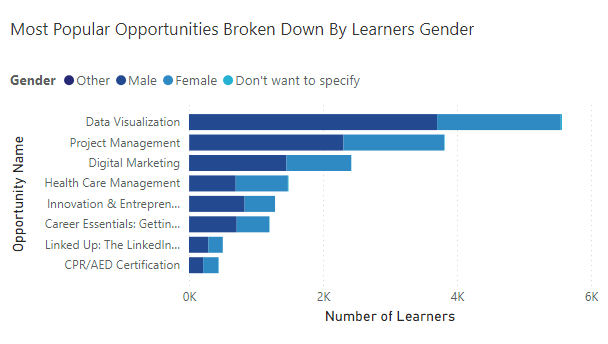 Most Popular Opportunities Broken Down By Learners Gender
Gender Other Male Female Don't want to specify
Opportunity Name
Data Visualization
Project Management
Digital Marketing
Health Care Management
Innovation & Entrepren...
Career Essentials: Gettin...
Linked Up: The LinkedIn...
CPR/AED Certification
0K 2K 4K 6K
Number of Learners